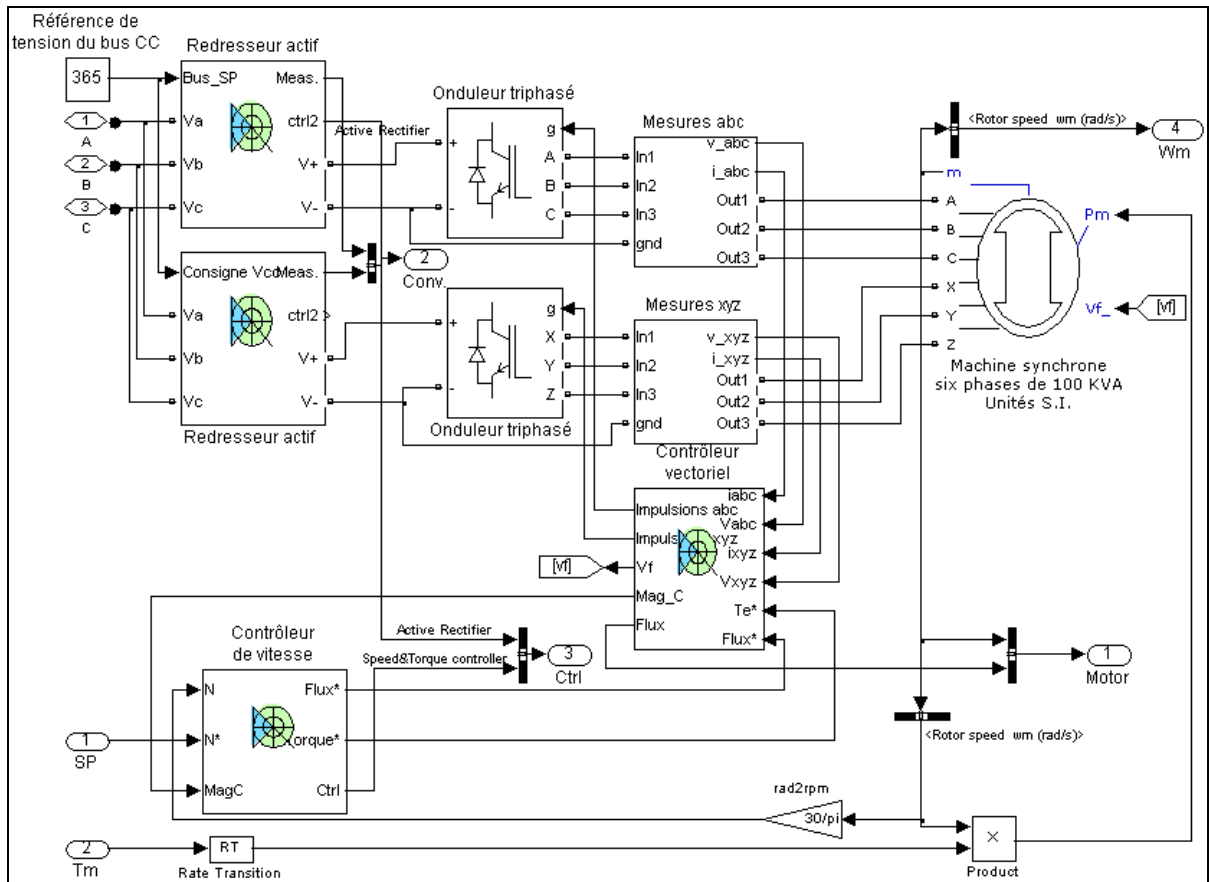 Référence de
tension du bus CC
365
1
A
2
B
3
C
Redresseur actif
Bus_SP
Meas.
Va
ctrl2
Vb
V+
Vc
V-
Active Rectifier
Onduleur triphasé
g
+
A
B
-
C
Mesures abc
v_abc
In1
i_abc
In2
Out1
In3
Out2
gnd
Out3
<Rotor speed wm (rad/s)>
4
Wm
m
A
B
C
X
Y
Z
Pm
Vf_
[vf]
Machine synchrone
six phases de 100 KVA
Unités S.I.
2
Conv.
Consigne Vcd
Meas.
Va
ctrl2
Vb
V+
Vc
V-
Redresseur actif
g
+
X
Y
-
Z
Onduleur triphasé
Mesures xyz
v_xyz
In1
i_xyz
In2
Out1
In3
Out2
gnd
Out3
Contrôleur
vectoriel
iabc
Impulsions abc
Vabc
Impuls
xyz
ixyz
Vf
Vxyz
Mag_C
Te*
Flux
Flux*
[vf]
Active Rectifier
Speed&Torque controller
3
Ctrl
1
Motor
Contrôleur
de vitesse
N
Flux*
N*
orque*
MagC
Ctrl
1
SP
<Rotor speed wm (rad/s)>
rad2rpm
30/pi
2
Tm
RT
Rate Transition
×
Product